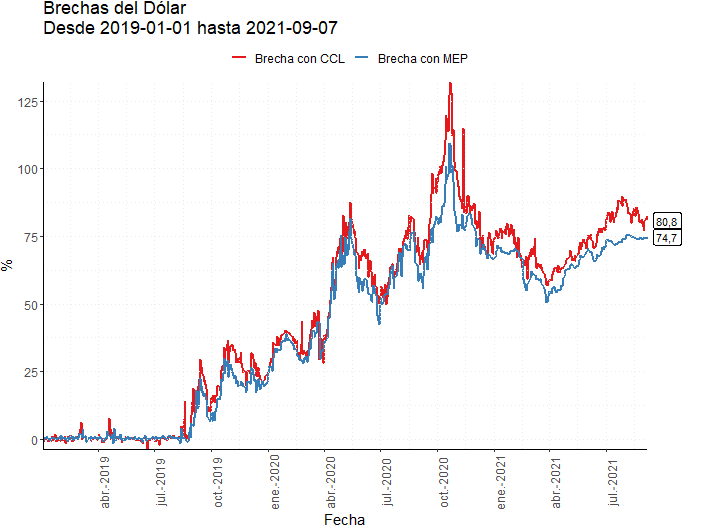 Brechas del Dólar
Desde 2019-01-01 hasta 2021-09-07
Brecha con CCL Brecha con MEP
125
100
75
50
25
0
%
80,8
74,7
abr.-2019 jul.-2019 oct.-2019 ene.-2020 abr.-2020 jul.-2020 oct.-2020 ene.-2021 abr.-2021 jul.-2021
Fecha